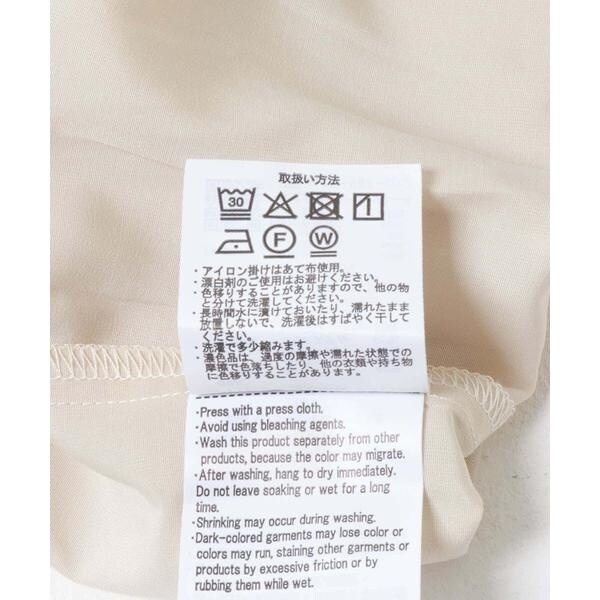 取扱い方法
30
F W
・アイロン掛けはあて布使用。
・漂白剤のご使用はお避けください。
・色移りすることがありますので、他の物
と分けて洗濯してください。
・長時間水に漬けておいたり、濡れたまま
放置しないで、洗濯後はすばやく干して
ください。
・洗濯で多少縮みます。
・濃色品は、過度の摩擦や濡れた状態での
摩擦で色落ちしたり、他の衣類や持ち物
に色移りすることがあります。
・Press with a press cloth.
・Avoid using bleaching agents.
・Wash this product separately from other
products, because the color may migrate.
・After washing, hang to dry immediately.
Do not leave soaking or wet for a long
time.
・Shrinking may occur during washing.
・Dark-colored garments may lose color or
colors may run, staining other garments or
products by excessive friction or by
rubbing them while wet.